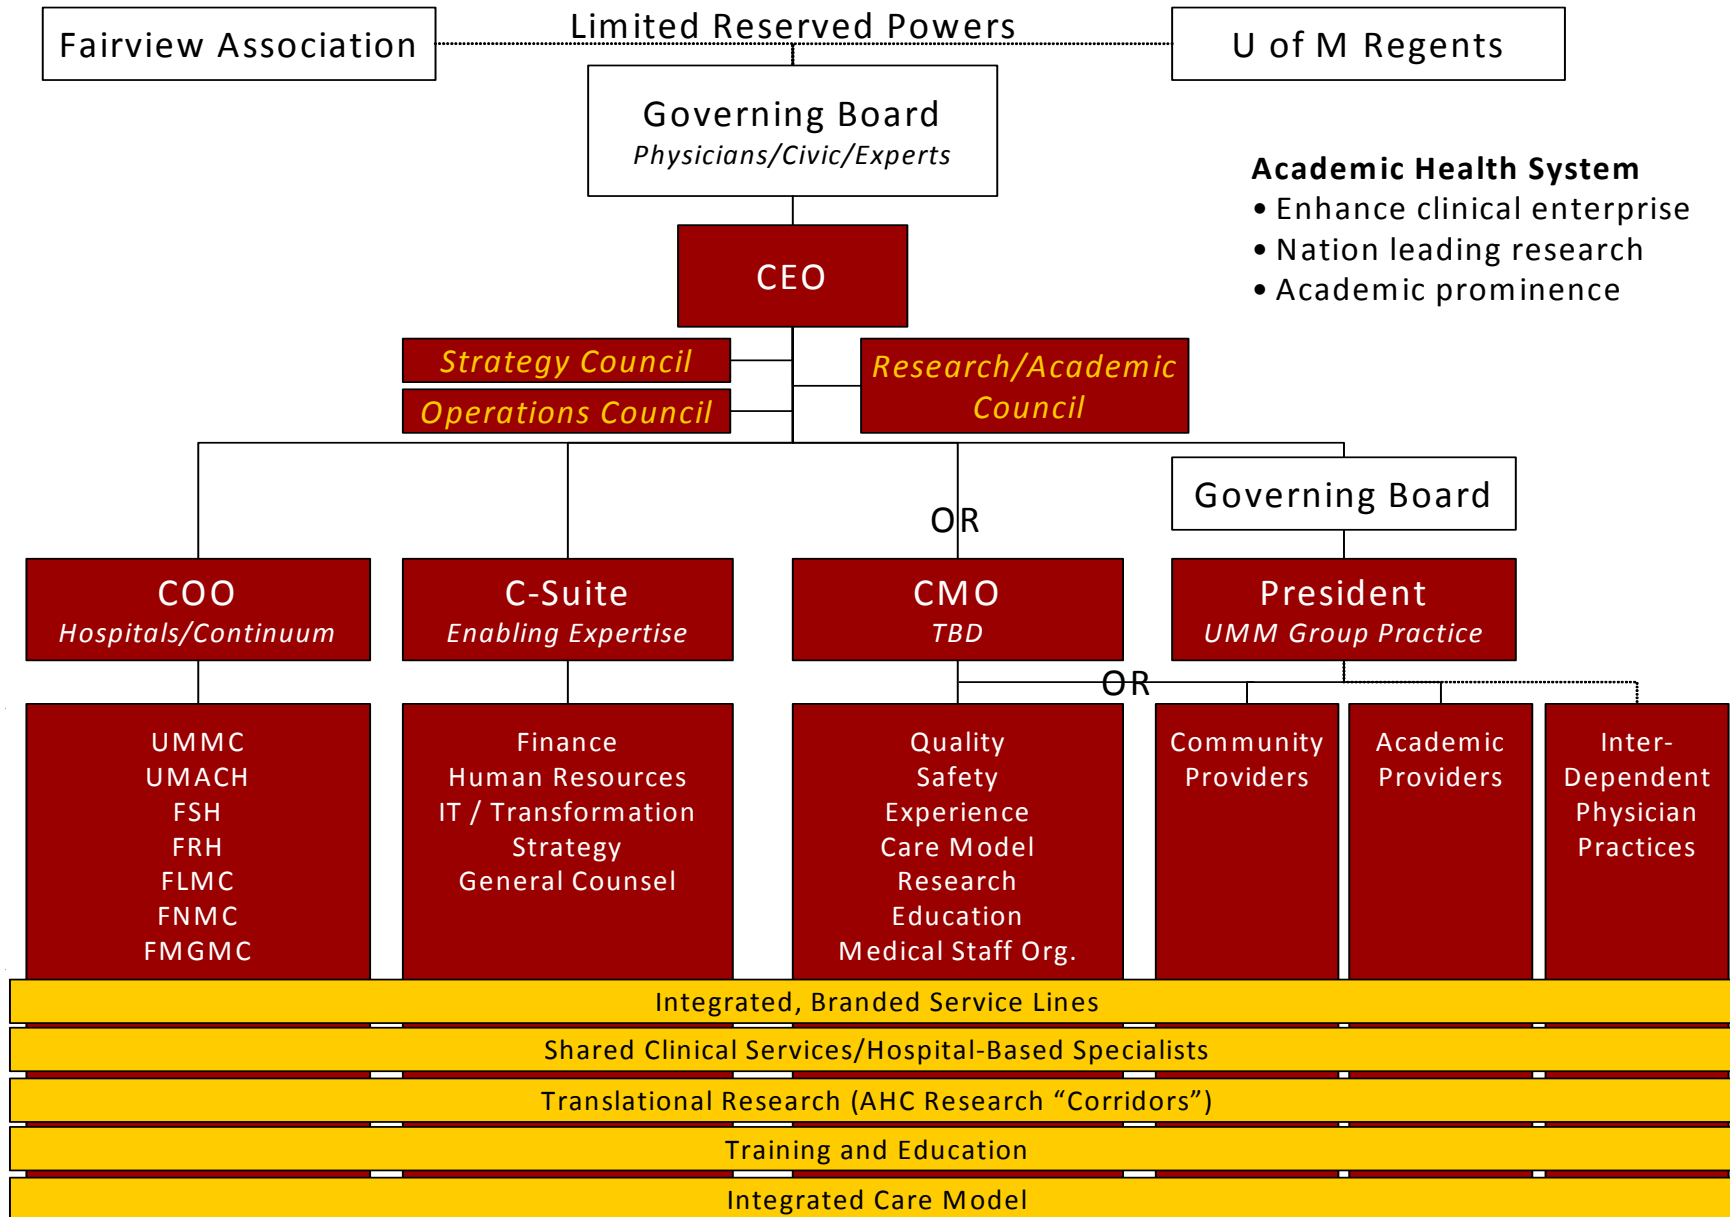 Fairview Association
Limited Reserved Powers
U of M Regents
Governing Board
Physicians/Civic/Experts
Academic Health System
• Enhance clinical enterprise
• Nation leading research
• Academic prominence
CEO
Strategy Council
Operations Council
Research/Academic
Council
Governing Board
OR
COO
Hospitals/Continuum
C-Suite
Enabling Expertise
CMO
TBD
President
UMM Group Practice
OR
UMMC
UMACH
FSH
FRH
FLMC
FNMC
FMGMC
Finance
Human Resources
IT / Transformation
Strategy
General Counsel
Quality
Safety
Experience
Care Model
Research
Education
Medical Staff Org.
Community
Providers
Academic
Providers
Inter-
Dependent
Physician
Practices
Integrated, Branded Service Lines
Shared Clinical Services/Hospital-Based Specialists
Translational Research (AHC Research “Corridors”)
Training and Education
Integrated Care Model